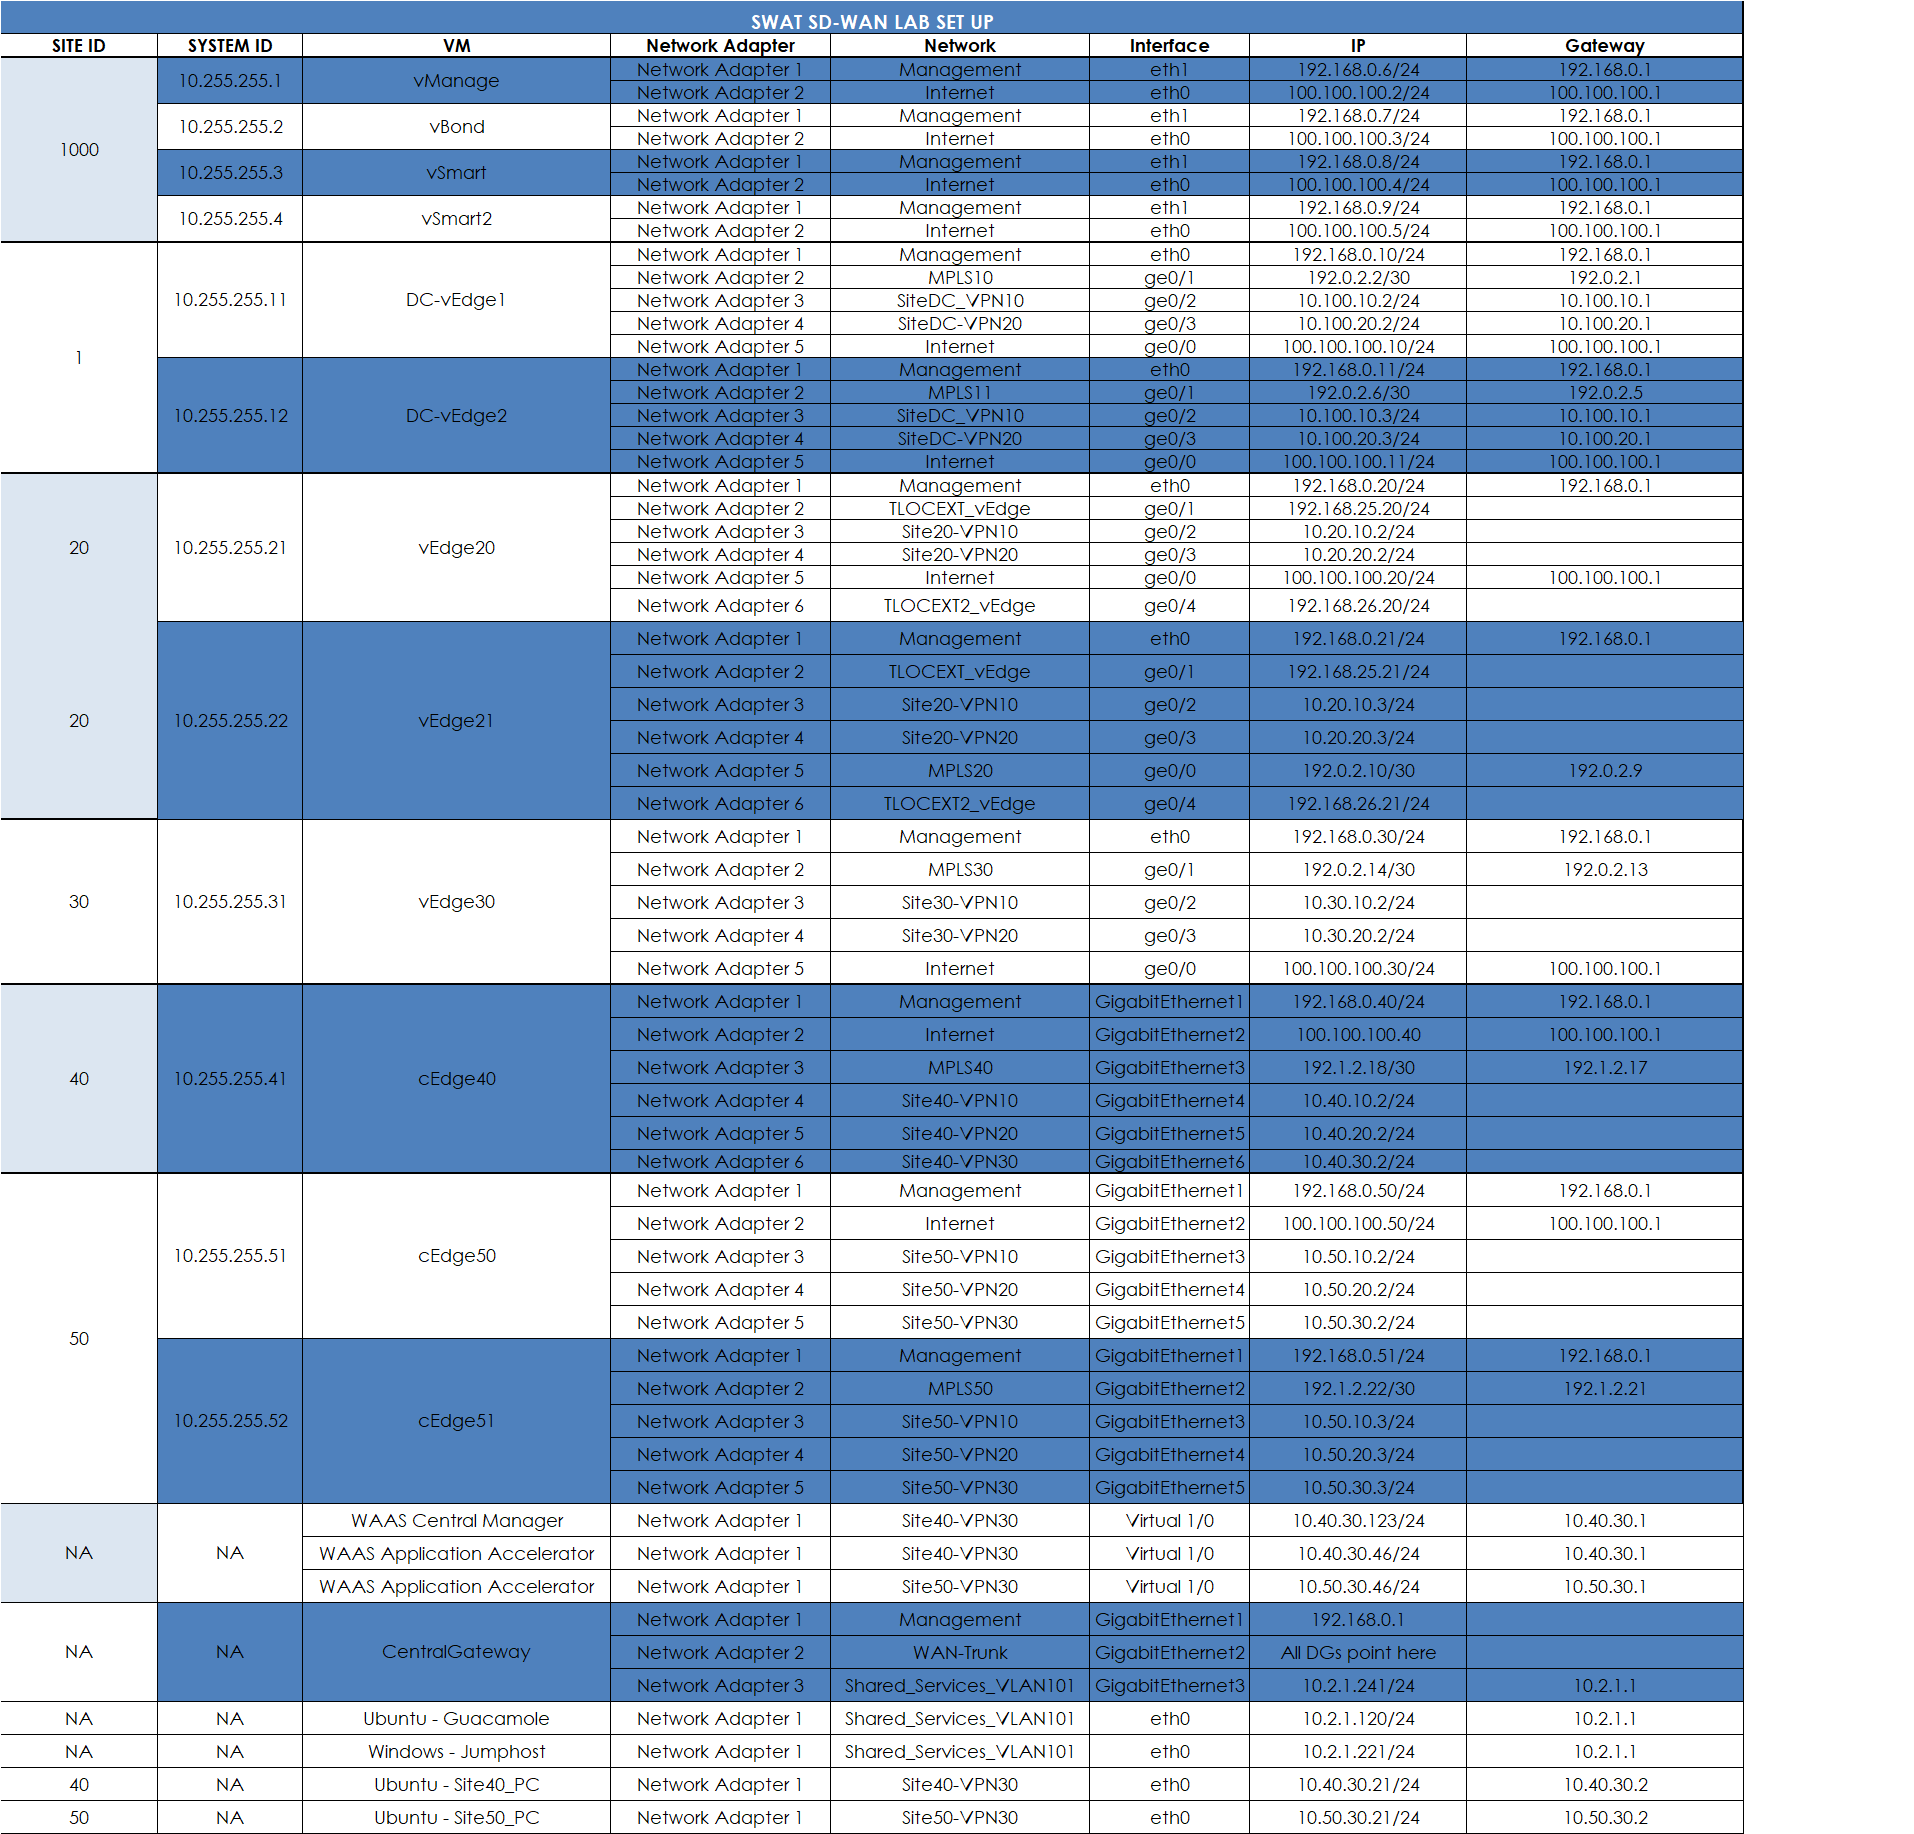 SWAT SD-WAN LAB SET UP
SITE ID SYSTEM ID VM Network Adapter Network Interface IP Gateway
1000 10.255.255.1 vManage Network Adapter 1 Management eth1 192.168.0.6/24 192.168.0.1
Network Adapter 2 Internet eth0 100.100.100.2/24 100.100.100.1
10.255.255.2 vBond Network Adapter 1 Management eth1 192.168.0.7/24 192.168.0.1
Network Adapter 2 Internet eth0 100.100.100.3/24 100.100.100.1
10.255.255.3 vSmart Network Adapter 1 Management eth1 192.168.0.8/24 192.168.0.1
Network Adapter 2 Internet eth0 100.100.100.4/24 100.100.100.1
10.255.255.4 vSmart2 Network Adapter 1 Management eth1 192.168.0.9/24 192.168.0.1
Network Adapter 2 Internet eth0 100.100.100.5/24 100.100.100.1
1 10.255.255.11 DC-vEdge1 Network Adapter 1 Management eth0 192.168.0.10/24 192.168.0.1
Network Adapter 2 MPLS10 ge0/1 192.0.2.2/30 192.0.2.1
Network Adapter 3 SiteDC_VPN10 ge0/2 10.100.10.2/24 10.100.10.1
Network Adapter 4 SiteDC-VPN20 ge0/3 10.100.20.2/24 10.100.20.1
Network Adapter 5 Internet ge0/0 100.100.100.10/24 100.100.100.1
10.255.255.12 DC-vEdge2 Network Adapter 1 Management eth0 192.168.0.11/24 192.168.0.1
Network Adapter 2 MPLS11 ge0/1 192.0.2.6/30 192.0.2.5
Network Adapter 3 SiteDC_VPN10 ge0/2 10.100.10.3/24 10.100.10.1
Network Adapter 4 SiteDC-VPN20 ge0/3 10.100.20.3/24 10.100.20.1
Network Adapter 5 Internet ge0/0 100.100.100.11/24 100.100.100.1
20 10.255.255.21 vEdge20 Network Adapter 1 Management eth0 192.168.0.20/24 192.168.0.1
Network Adapter 2 TLOCEXT_vEdge ge0/1 192.168.25.20/24
Network Adapter 3 Site20-VPN10 ge0/2 10.20.10.2/24
Network Adapter 4 Site20-VPN20 ge0/3 10.20.20.2/24
Network Adapter 5 Internet ge0/0 100.100.100.20/24 100.100.100.1
Network Adapter 6 TLOCEXT2_vEdge ge0/4 192.168.26.20/24
20 10.255.255.22 vEdge21 Network Adapter 1 Management eth0 192.168.0.21/24 192.168.0.1
Network Adapter 2 TLOCEXT_vEdge ge0/1 192.168.25.21/24
Network Adapter 3 Site20-VPN10 ge0/2 10.20.10.3/24
Network Adapter 4 Site20-VPN20 ge0/3 10.20.20.3/24
Network Adapter 5 MPLS20 ge0/0 192.0.2.10/30 192.0.2.9
Network Adapter 6 TLOCEXT2_vEdge ge0/4 192.168.26.21/24
30 10.255.255.31 vEdge30 Network Adapter 1 Management eth0 192.168.0.30/24 192.168.0.1
Network Adapter 2 MPLS30 ge0/1 192.0.2.14/30 192.0.2.13
Network Adapter 3 Site30-VPN10 ge0/2 10.30.10.2/24
Network Adapter 4 Site30-VPN20 ge0/3 10.30.20.2/24
Network Adapter 5 Internet ge0/0 100.100.100.30/24 100.100.100.1
40 10.255.255.41 cEdge40 Network Adapter 1 Management GigabitEthernet1 192.168.0.40/24 192.168.0.1
Network Adapter 2 Internet GigabitEthernet2 100.100.100.40 100.100.100.1
Network Adapter 3 MPLS40 GigabitEthernet3 192.1.2.18/30 192.1.2.17
Network Adapter 4 Site40-VPN10 GigabitEthernet4 10.40.10.2/24
Network Adapter 5 Site40-VPN20 GigabitEthernet5 10.40.20.2/24
Network Adapter 6 Site40-VPN30 GigabitEthernet6 10.40.30.2/24
50 10.255.255.51 cEdge50 Network Adapter 1 Management GigabitEthernet1 192.168.0.50/24 192.168.0.1
Network Adapter 2 Internet GigabitEthernet2 100.100.100.50/24 100.100.100.1
Network Adapter 3 Site50-VPN10 GigabitEthernet3 10.50.10.2/24
Network Adapter 4 Site50-VPN20 GigabitEthernet4 10.50.20.2/24
Network Adapter 5 Site50-VPN30 GigabitEthernet5 10.50.30.2/24
10.255.255.52 cEdge51 Network Adapter 1 Management GigabitEthernet1 192.168.0.51/24 192.168.0.1
Network Adapter 2 MPLS50 GigabitEthernet2 192.1.2.22/30 192.1.2.21
Network Adapter 3 Site50-VPN10 GigabitEthernet3 10.50.10.3/24
Network Adapter 4 Site50-VPN20 GigabitEthernet4 10.50.20.3/24
Network Adapter 5 Site50-VPN30 GigabitEthernet5 10.50.30.3/24
NA NA WAAS Central Manager Network Adapter 1 Site40-VPN30 Virtual 1/0 10.40.30.123/24 10.40.30.1
WAAS Application Accelerator Network Adapter 1 Site40-VPN30 Virtual 1/0 10.40.30.46/24 10.40.30.1
WAAS Application Accelerator Network Adapter 1 Site50-VPN30 Virtual 1/0 10.50.30.46/24 10.50.30.1
NA NA CentralGateway Network Adapter 1 Management GigabitEthernet1 192.168.0.1
Network Adapter 2 WAN-Trunk GigabitEthernet2 All DGs point here
Network Adapter 3 Shared_Services_VLAN101 GigabitEthernet3 10.2.1.241/24 10.2.1.1
NA NA Ubuntu - Guacamole Network Adapter 1 Shared_Services_VLAN101 eth0 10.2.1.120/24 10.2.1.1
NA NA Windows - Jumphost Network Adapter 1 Shared_Services_VLAN101 eth0 10.2.1.221/24 10.2.1.1
40 NA Ubuntu - Site40_PC Network Adapter 1 Site40-VPN30 eth0 10.40.30.21/24 10.40.30.2
50 NA Ubuntu - Site50_PC Network Adapter 1 Site50-VPN30 eth0 10.50.30.21/24 10.50.30.2